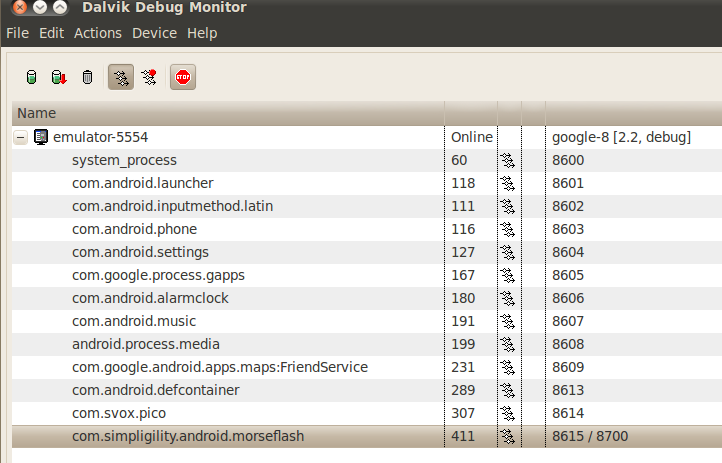 Dalvik Debug Monitor
File Edit Actions Device Help
STOP
Name
emulator-5554 Online google-8 [2.2, debug]
system_process 60 8600
com.android.launcher 118 8601
com.android.inputmethod.latin 111 8602
com.android.phone 116 8603
com.android.settings 127 8604
com.google.process.gapps 167 8605
com.android.alarmclock 180 8606
com.android.music 191 8607
android.process.media 199 8608
com.google.android.apps.maps:FriendService 231 8609
com.android.defcontainer 289 8613
com.svox.pico 307 8614
com.simpligility.android.morseflash 411 8615 / 8700